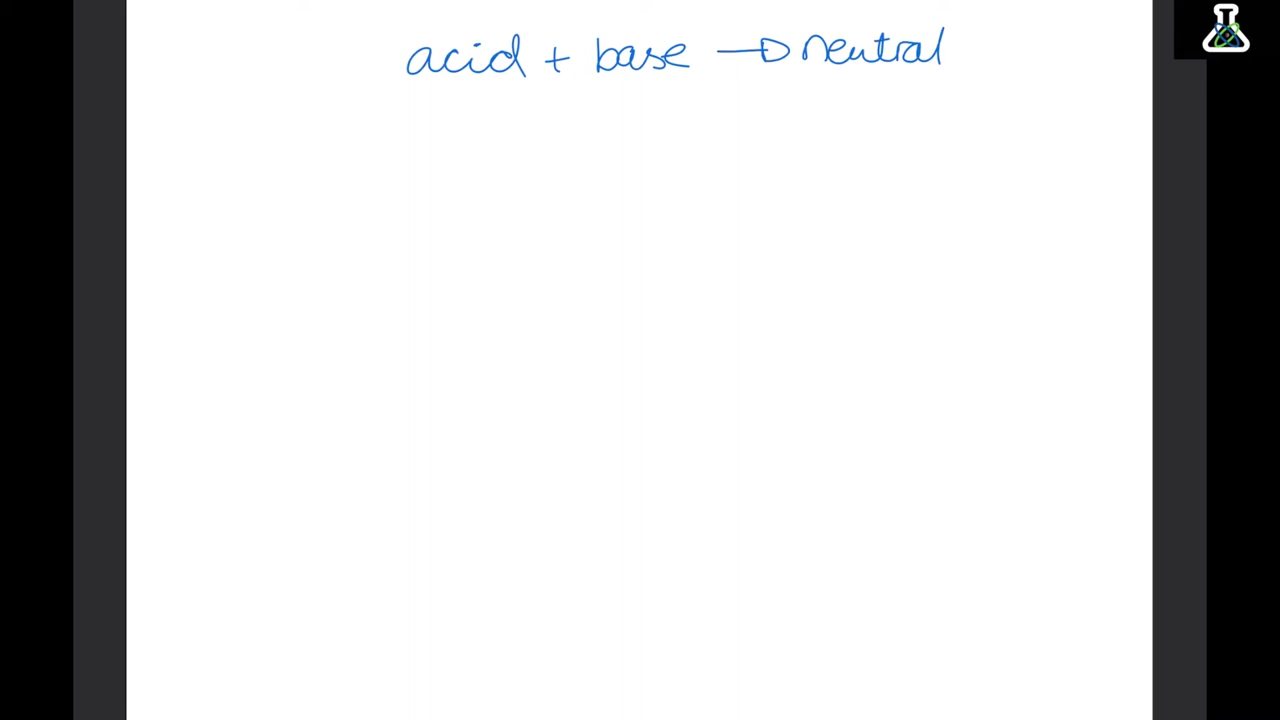 acid + base → neutral